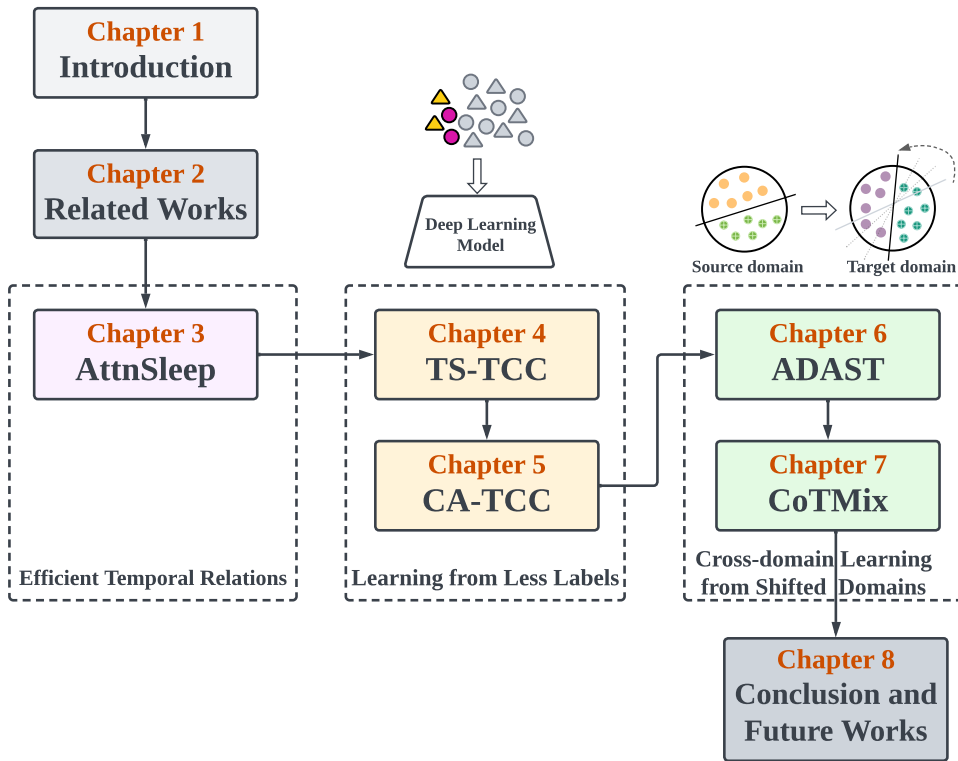 Chapter 1
Introduction
Chapter 2
Related Works
Deep Learning
Model
Source domain
Target domain
Chapter 3
AttnSleep
Efficient Temporal Relations
Chapter 4
TS-TCC
Chapter 5
CA-TCC
Learning from Less Labels
Chapter 6
ADAST
Chapter 7
CoTMix
Cross-domain Learning
from Shifted Domains
Chapter 8
Conclusion and
Future Works